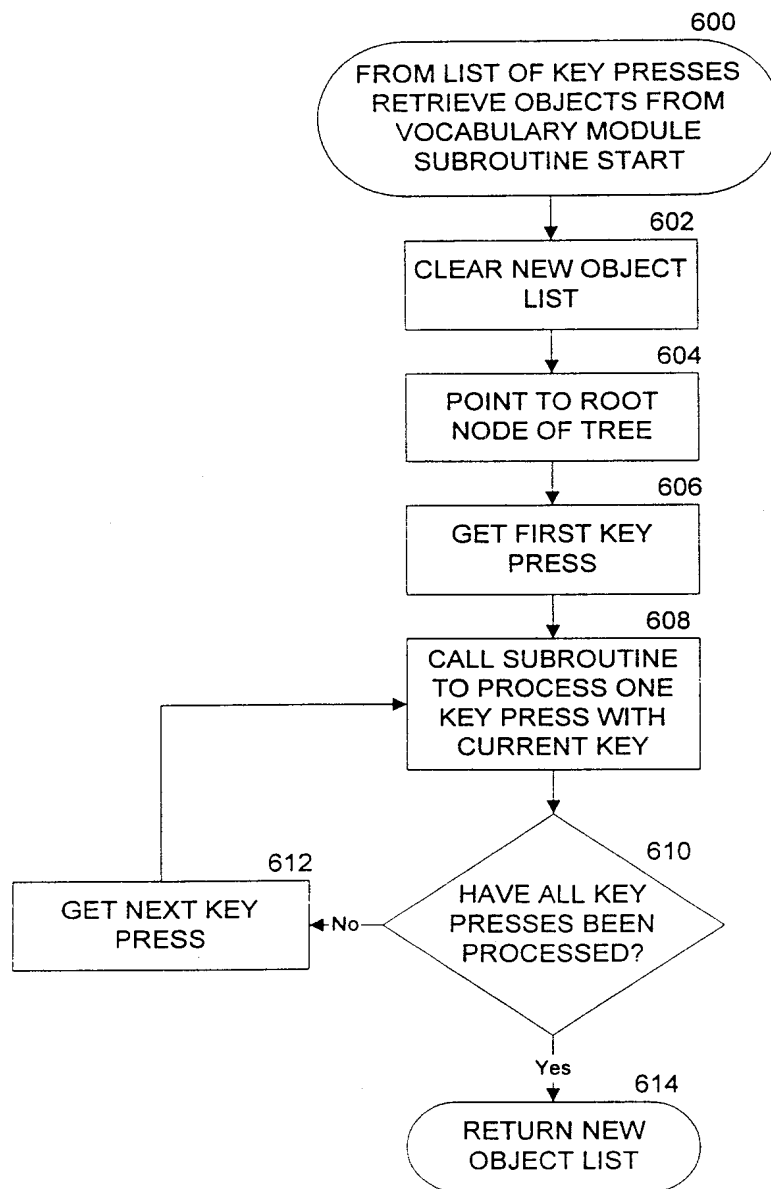 600
FROM LIST OF KEY PRESSES
RETRIEVE OBJECTS FROM
VOCABULARY MODULE
SUBROUTINE START
602
CLEAR NEW OBJECT
LIST
604
POINT TO ROOT
NODE OF TREE
606
GET FIRST KEY
PRESS
608
CALL SUBROUTINE
TO PROCESS ONE
KEY PRESS WITH
CURRENT KEY
610
HAVE ALL KEY
PRESSES BEEN
PROCESSED?
No
612
GET NEXT KEY
PRESS
Yes
614
RETURN NEW
OBJECT LIST